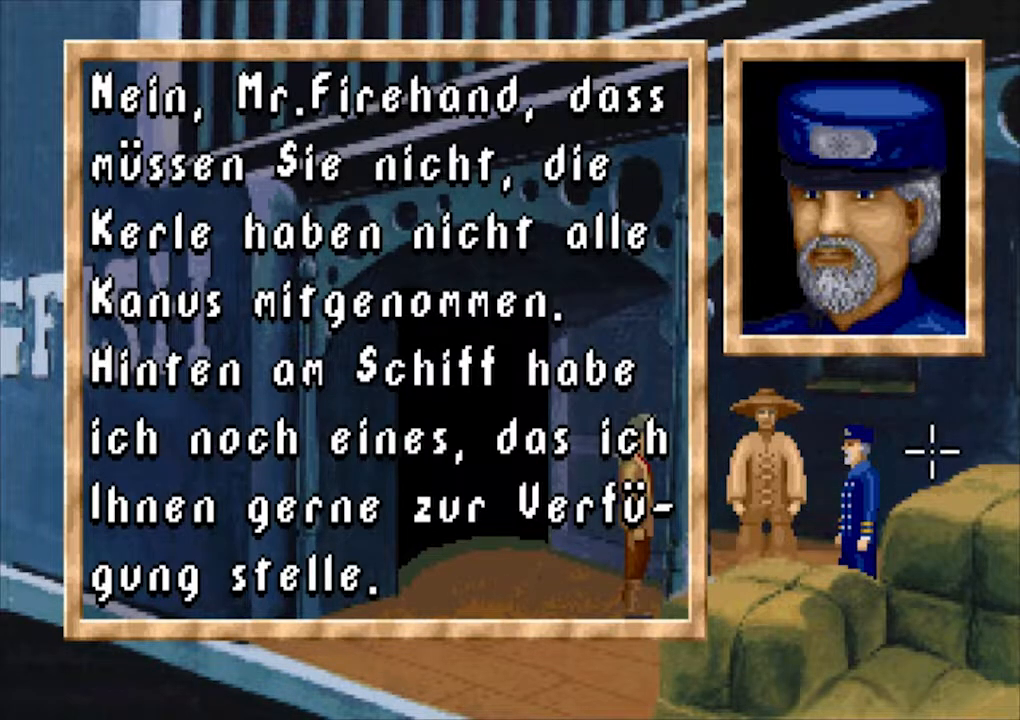 Nein, Mr.Firehand, dass
müssen Sie nicht, die
Kerle haben nicht alle
Kanus mitgenommen.
Hinten am Schiff habe
ich noch eines, das ich
Ihnen gerne zur Verfü-
gung stelle.